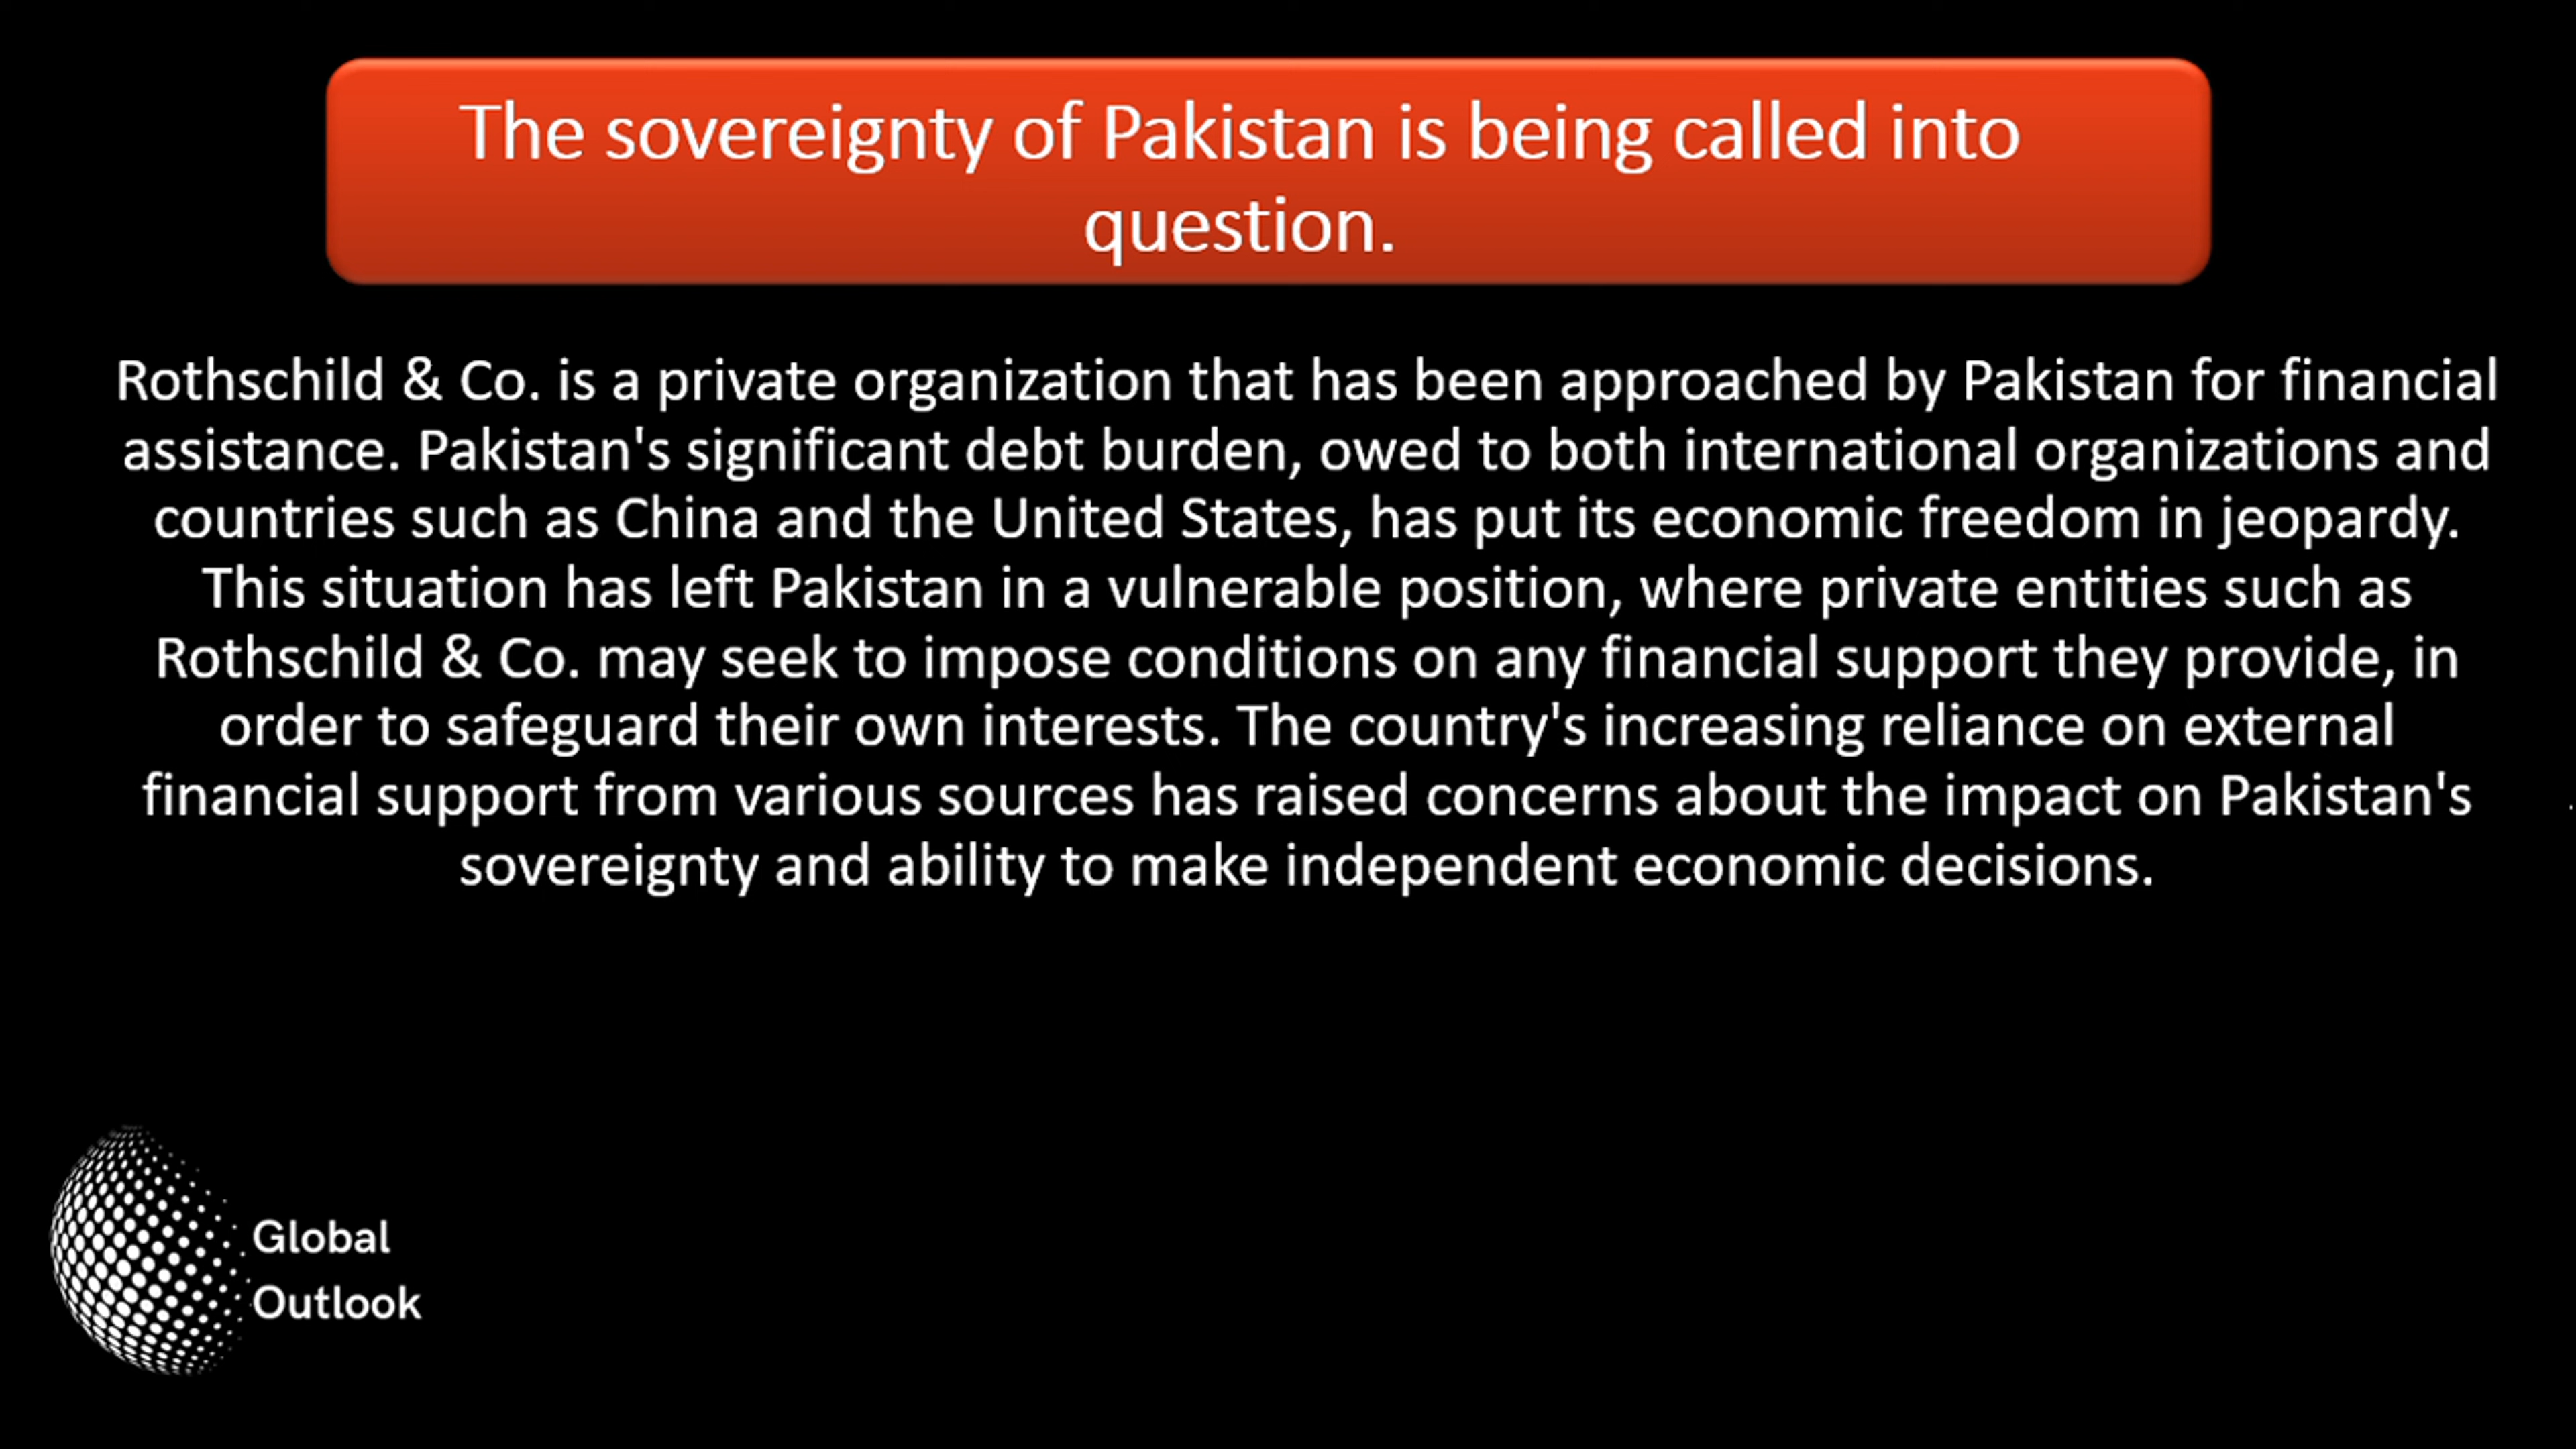 The sovereignty of Pakistan is being called into
question.
Rothschild & Co. is a private organization that has been approached by Pakistan for financial
assistance. Pakistan's significant debt burden, owed to both international organizations and
countries such as China and the United States, has put its economic freedom in jeopardy.
This situation has left Pakistan in a vulnerable position, where private entities such as
Rothschild & Co. may seek to impose conditions on any financial support they provide, in
order to safeguard their own interests. The country's increasing reliance on external
financial support from various sources has raised concerns about the impact on Pakistan's
sovereignty and ability to make independent economic decisions.
Global
Outlook